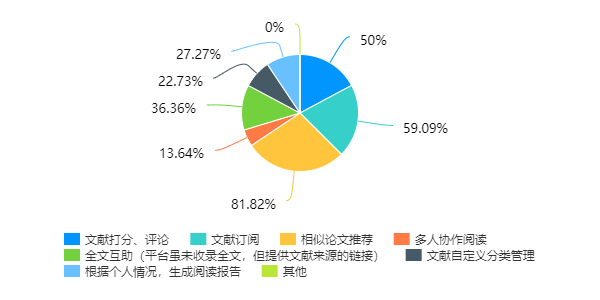 0%
50%
27.27%
22.73%
36.36%
59.09%
13.64%
81.82%
文献打分、评论 文献订阅 相似论文推荐 多人协作阅读
全文互助（平台虽未收录全文，但提供文献来源的链接） 文献自定义分类管理
根据个人情况，生成阅读报告 其他